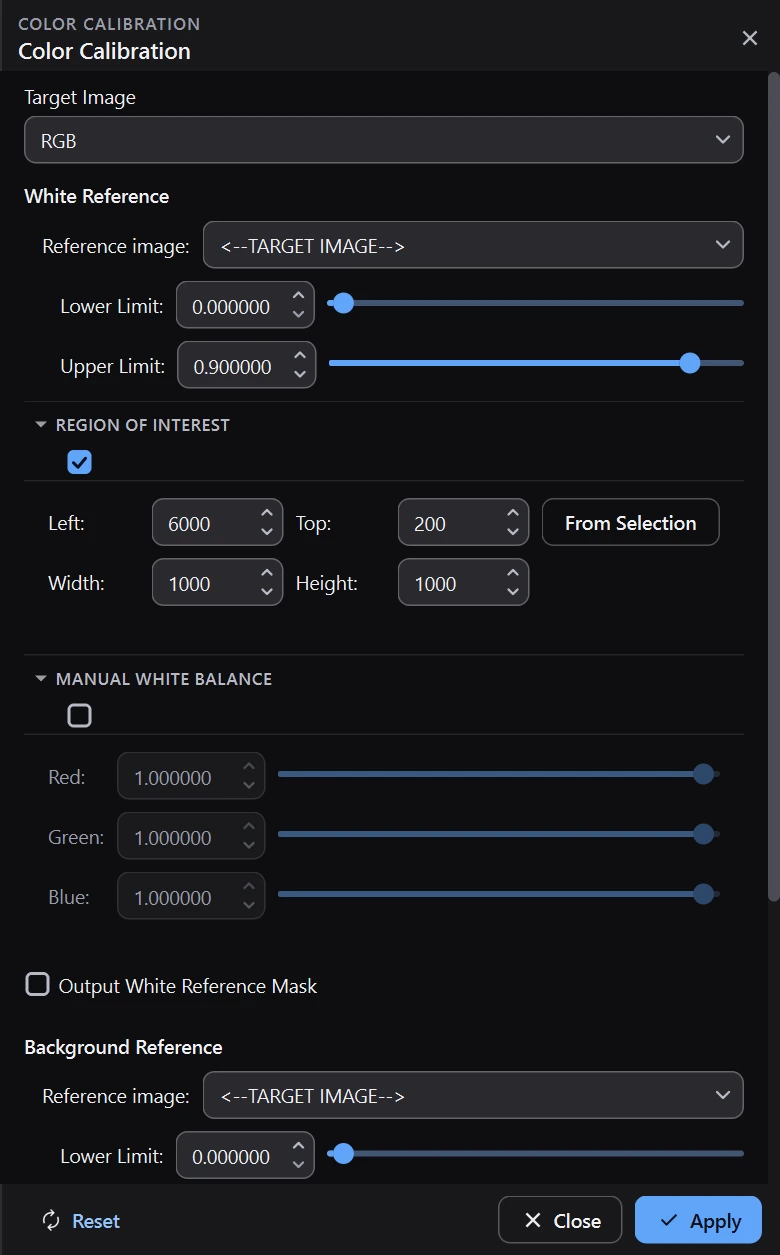 COLOR CALIBRATION
Color Calibration
Target Image
RGB
White Reference
Reference image: <--TARGET IMAGE-->
Lower Limit: 0.000000
Upper Limit: 0.900000
REGION OF INTEREST
Left: 6000 Top: 200 From Selection
Width: 1000 Height: 1000
MANUAL WHITE BALANCE
Red: 1.000000
Green: 1.000000
Blue: 1.000000
Output White Reference Mask
Background Reference
Reference image: <--TARGET IMAGE-->
Lower Limit: 0.000000
Reset Close Apply